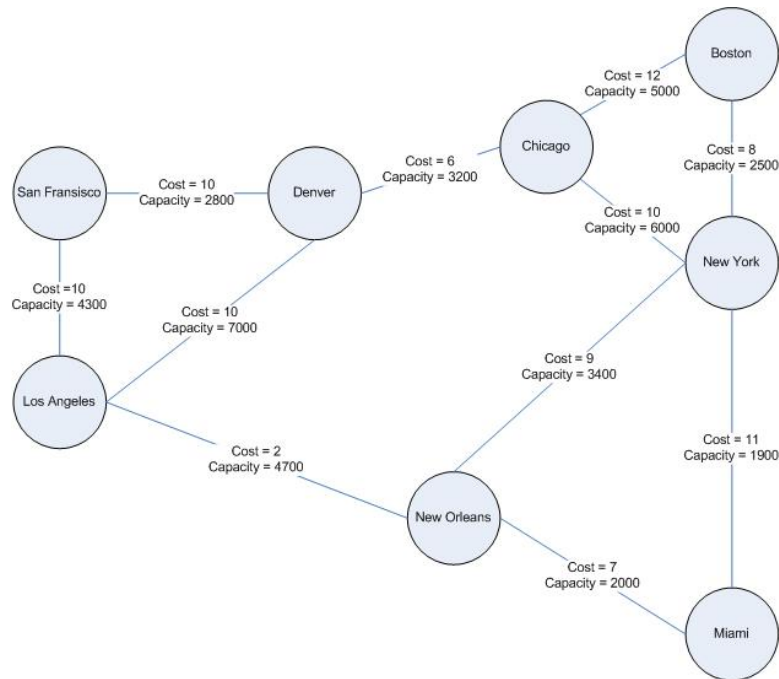 Boston
Cost = 12
Capacity = 5000
Chicago
Cost = 8
Capacity = 2500
Cost = 6
Capacity = 3200
San Fransisco
Cost = 10
Capacity = 2800
Denver
Cost = 10
Capacity = 6000
New York
Cost =10
Capacity = 4300
Cost = 10
Capacity = 7000
Cost = 9
Capacity = 3400
Los Angeles
Cost = 2
Capacity = 4700
Cost = 11
Capacity = 1900
New Orleans
Cost = 7
Capacity = 2000
Miami